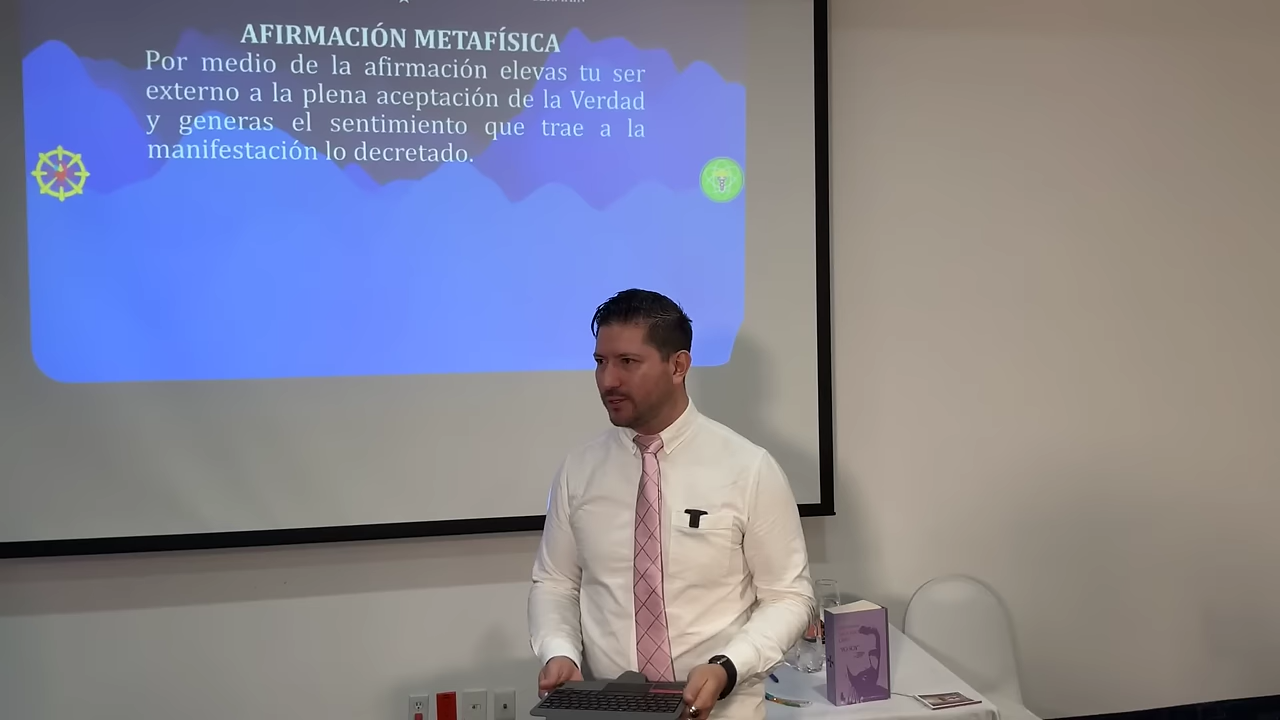 AFIRMACIÓN METAFÍSICA
Por medio de la afirmación elevas tu ser
externo a la plena aceptación de la Verdad
y generas el sentimiento que trae a la
manifestación lo decretado.